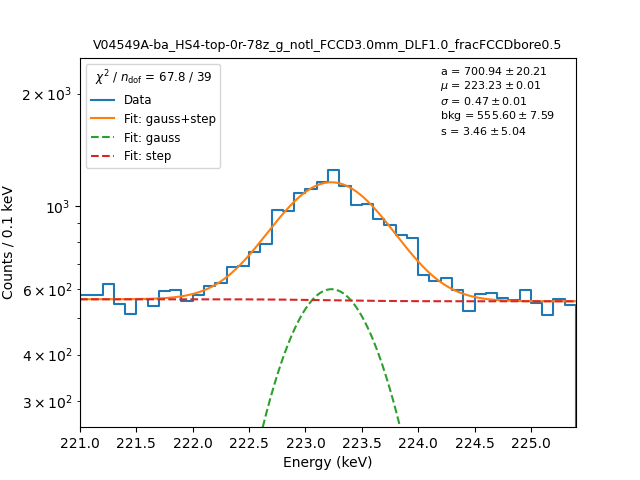 V04549A-ba_HS4-top-0r-78z_g_notl_FCCD3.0mm_DLF1.0_fracFCCDbore0.5
χ² / n_dof = 67.8 / 39
Data
Fit: gauss+step
Fit: gauss
Fit: step
a = 700.94 ± 20.21
μ = 223.23 ± 0.01
σ = 0.47 ± 0.01
bkg = 555.60 ± 7.59
s = 3.46 ± 5.04
Counts / 0.1 keV
2 × 10³
10³
6 × 10²
4 × 10²
3 × 10²
221.0 221.5 222.0 222.5 223.0 223.5 224.0 224.5 225.0
Energy (keV)